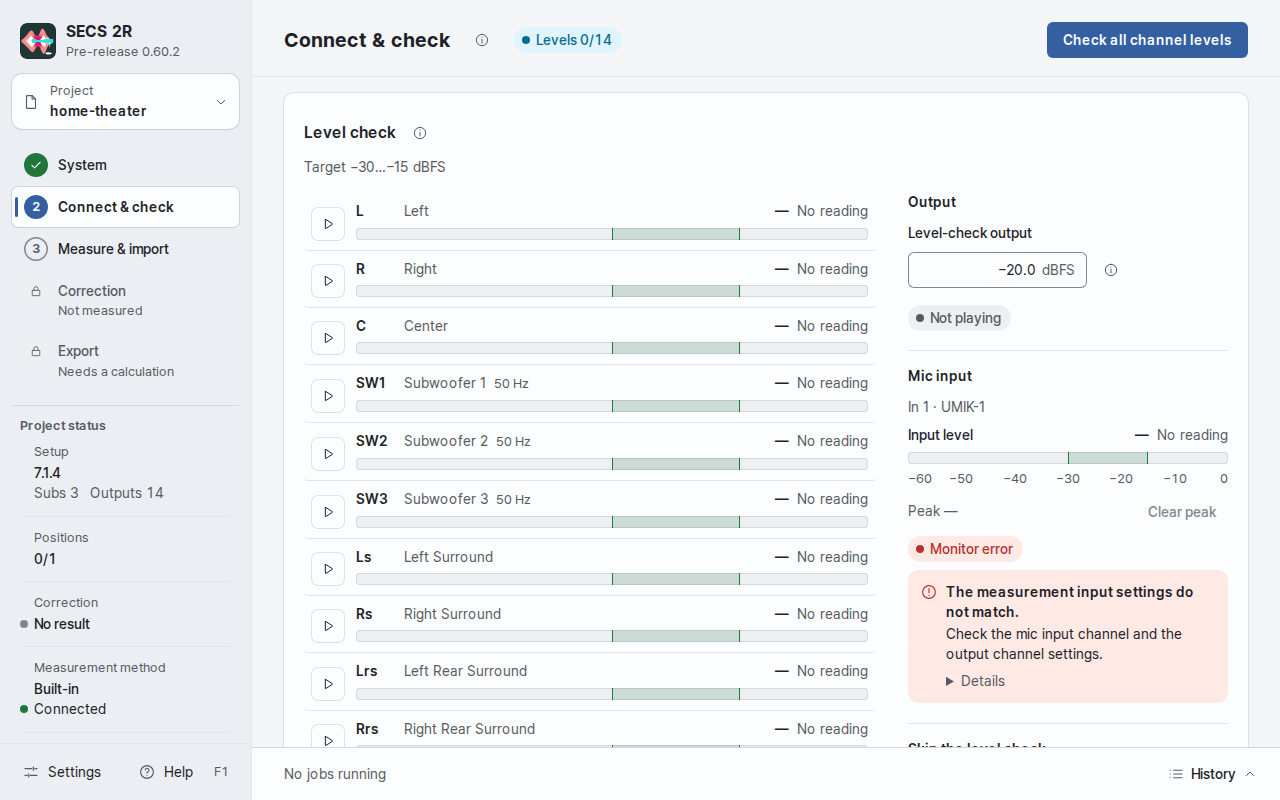 SECS 2R
Pre-release 0.60.2
Project
home-theater
System
2 Connect & check
3 Measure & import
Correction
Not measured
Export
Needs a calculation
Project status
Setup
7.1.4
Subs 3 Outputs 14
Positions
0/1
Correction
No result
Measurement method
Built-in
Connected
Settings
Help F1
Connect & check
Levels 0/14
Check all channel levels
Level check
Target −30…−15 dBFS
L Left — No reading
R Right — No reading
C Center — No reading
SW1 Subwoofer 1 50 Hz — No reading
SW2 Subwoofer 2 50 Hz — No reading
SW3 Subwoofer 3 50 Hz — No reading
Ls Left Surround — No reading
Rs Right Surround — No reading
Lrs Left Rear Surround — No reading
Rrs Right Rear Surround — No reading
Output
Level-check output
−20.0 dBFS
Not playing
Mic input
In 1 · UMIK-1
Input level — No reading
−60 −50 −40 −30 −20 −10 0
Peak — Clear peak
Monitor error
The measurement input settings do
not match.
Check the mic input channel and the
output channel settings.
Details
Skip the level check
No jobs running
History